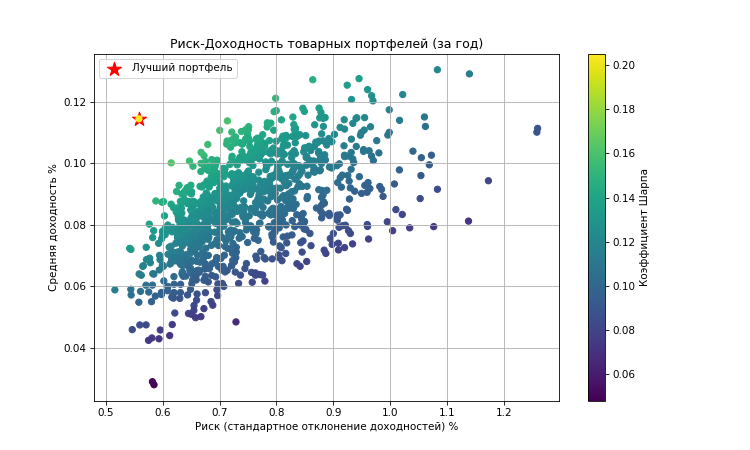 Риск-Доходность товарных портфелей (за год)
Лучший портфель
Средняя доходность %
0.12
0.10
0.08
0.06
0.04
0.5 0.6 0.7 0.8 0.9 1.0 1.1 1.2
Риск (стандартное отклонение доходностей) %
0.20
0.18
0.16
0.14
0.12
0.10
0.08
0.06
Коэффициент Шарпа